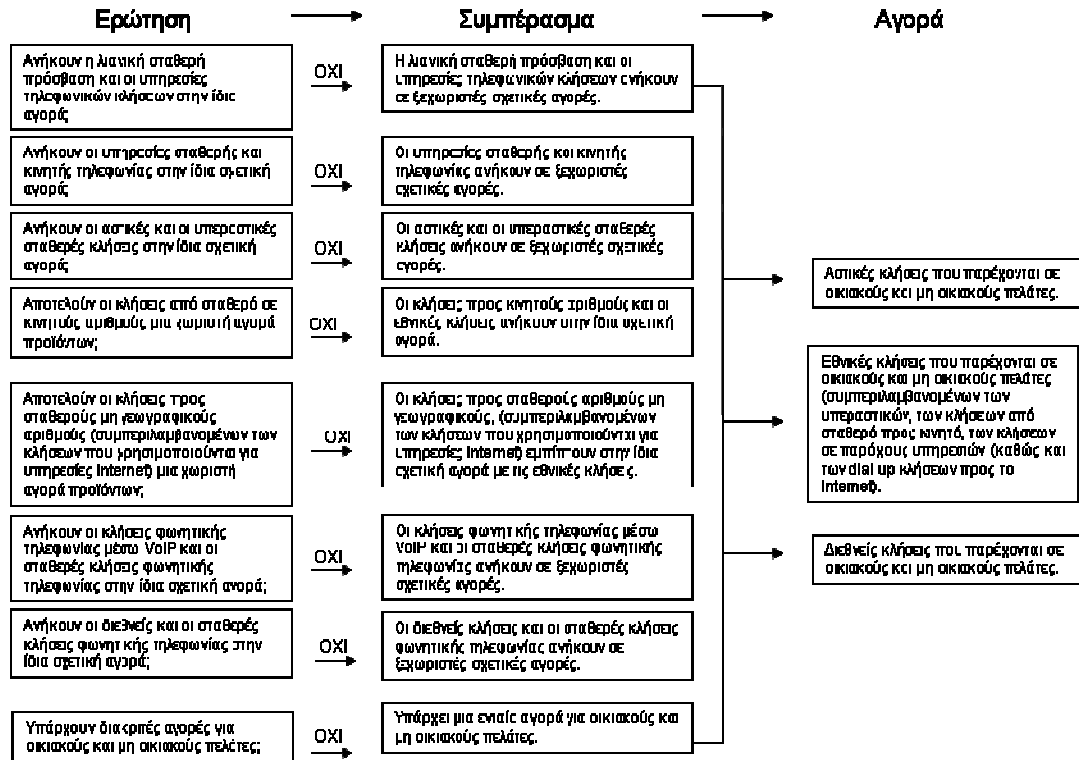 Ερώτηση
Συμπέρασμα
Αγορά
Ανήκουν η λιανική σταθερή
πρόσβαση και οι υπηρεσίες
τηλεφωνικών κλήσεων στην ίδια
αγορά;
ΟΧΙ
Η λιανική σταθερή πρόσβαση και οι
υπηρεσίες τηλεφωνικών κλήσεων ανήκουν
σε ξεχωριστές σχετικές αγορές.
Ανήκουν οι υπηρεσίες σταθερής και
κινητής τηλεφωνίας στην ίδια σχετική
αγορά;
ΟΧΙ
Οι υπηρεσίες σταθερής και κινητής
τηλεφωνίας ανήκουν σε ξεχωριστές
σχετικές αγορές.
Ανήκουν οι αστικές και οι υπεραστικές
σταθερές κλήσεις στην ίδια σχετική
αγορά;
ΟΧΙ
Οι αστικές και οι υπεραστικές σταθερές
κλήσεις ανήκουν σε ξεχωριστές σχετικές
αγορές.
Αποτελούν οι κλήσεις από σταθερό σε
κινητούς αριθμούς μια χωριστή αγορά
προϊόντων;
ΟΧΙ
Οι κλήσεις προς κινητούς αριθμούς και οι
εθνικές κλήσεις ανήκουν στην ίδια σχετική
αγορά.
Αποτελούν οι κλήσεις προς
σταθερούς μη γεωγραφικούς
αριθμούς (συμπεριλαμβανομένων των
κλήσεων που χρησιμοποιούνται για
υπηρεσίες Internet) μια χωριστή
αγορά προϊόντων;
ΟΧΙ
Οι κλήσεις προς σταθερούς αριθμούς μη
γεωγραφικούς, (συμπεριλαμβανομένων
των κλήσεων που χρησιμοποιούνται για
υπηρεσίες Internet) εμπίπτουν στην ίδια
σχετική αγορά με τις εθνικές κλήσεις.
Ανήκουν οι κλήσεις φωνητικής
τηλεφωνίας μέσω VoIP και οι
σταθερές κλήσεις φωνητικής
τηλεφωνίας στην ίδια σχετική αγορά;
ΟΧΙ
Οι κλήσεις φωνητικής τηλεφωνίας μέσω
VoIP και οι σταθερές κλήσεις φωνητικής
τηλεφωνίας ανήκουν σε ξεχωριστές
σχετικές αγορές.
Ανήκουν οι διεθνείς και οι σταθερές
κλήσεις φωνητικής τηλεφωνίας στην
ίδια σχετική αγορά;
ΟΧΙ
Οι διεθνείς κλήσεις και οι σταθερές κλήσεις
φωνητικής τηλεφωνίας ανήκουν σε
ξεχωριστές σχετικές αγορές.
Υπάρχουν διακριτές αγορές για
οικιακούς και μη οικιακούς πελάτες;
ΟΧΙ
Υπάρχει μια ενιαία αγορά για οικιακούς και
μη οικιακούς πελάτες.
Αστικές κλήσεις που παρέχονται σε
οικιακούς και μη οικιακούς πελάτες.
Εθνικές κλήσεις που παρέχονται σε
οικιακούς και μη οικιακούς πελάτες
(συμπεριλαμβανομένων των
υπεραστικών, των κλήσεων από
σταθερό προς κινητό, των κλήσεων
σε παρόχους υπηρεσιών (καθώς και
των dial up κλήσεων προς το
Internet).
Διεθνείς κλήσεις που παρέχονται σε
οικιακούς και μη οικιακούς πελάτες.